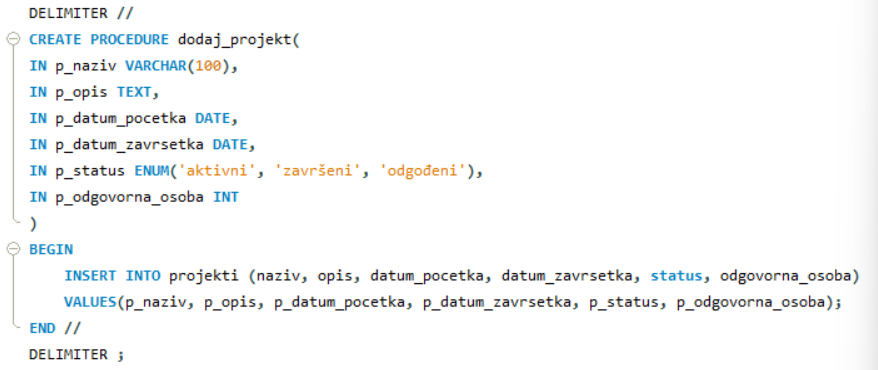 DELIMITER //
CREATE PROCEDURE dodaj_projekt(
IN p_naziv VARCHAR(100),
IN p_opis TEXT,
IN p_datum_pocetka DATE,
IN p_datum_zavrsetka DATE,
IN p_status ENUM('aktivni', 'završeni', 'odgođeni'),
IN p_odgovorna_osoba INT
)
BEGIN
INSERT INTO projekti (naziv, opis, datum_pocetka, datum_zavrsetka, status, odgovorna_osoba)
VALUES(p_naziv, p_opis, p_datum_pocetka, p_datum_zavrsetka, p_status, p_odgovorna_osoba);
END //
DELIMITER ;